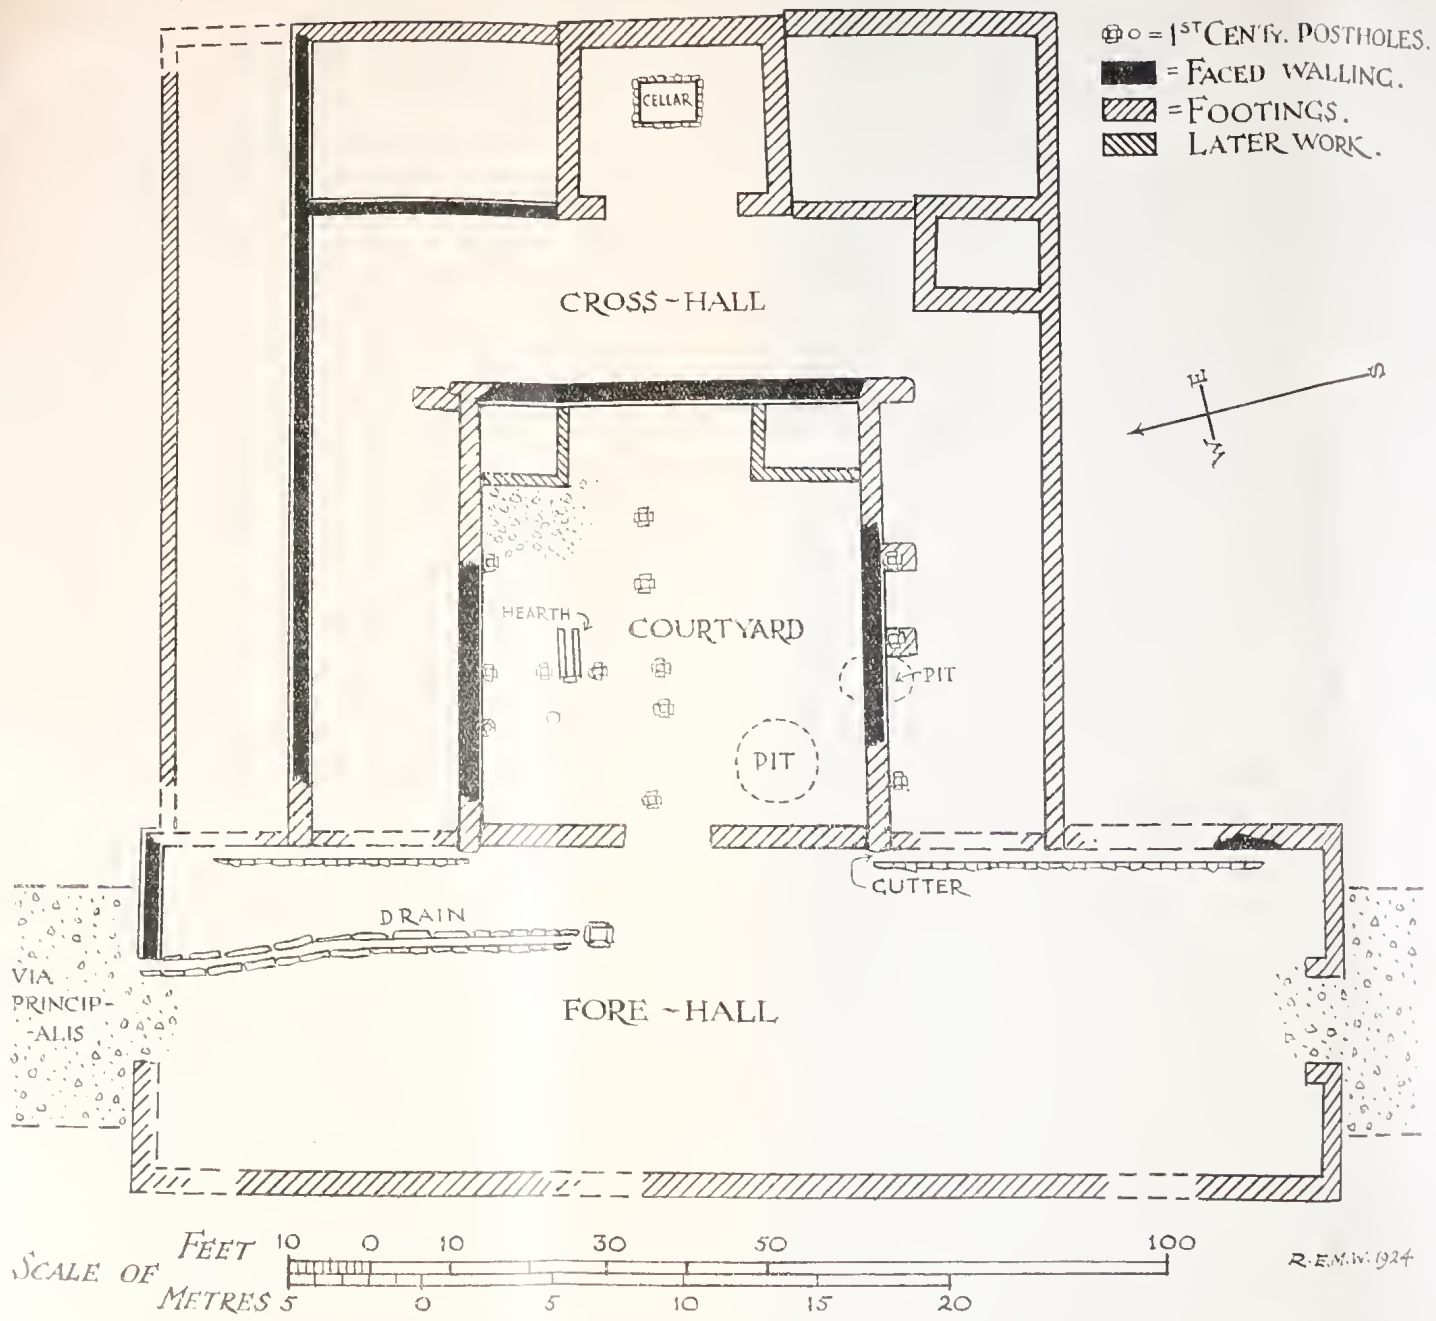 = 1ST CENTY. POSTHOLES.
= FACED WALLING.
= FOOTINGS.
LATER WORK.
CELLAR
CROSS-HALL
E
S
W
HEARTH
COURTYARD
PIT
PIT
GUTTER
DRAIN
VIA
PRINCIP-
-ALIS
FORE-HALL
SCALE OF
FEET 10 0 10 30 50 100
METRES 5 0 5 10 15 20
R.E.M.W. 1924